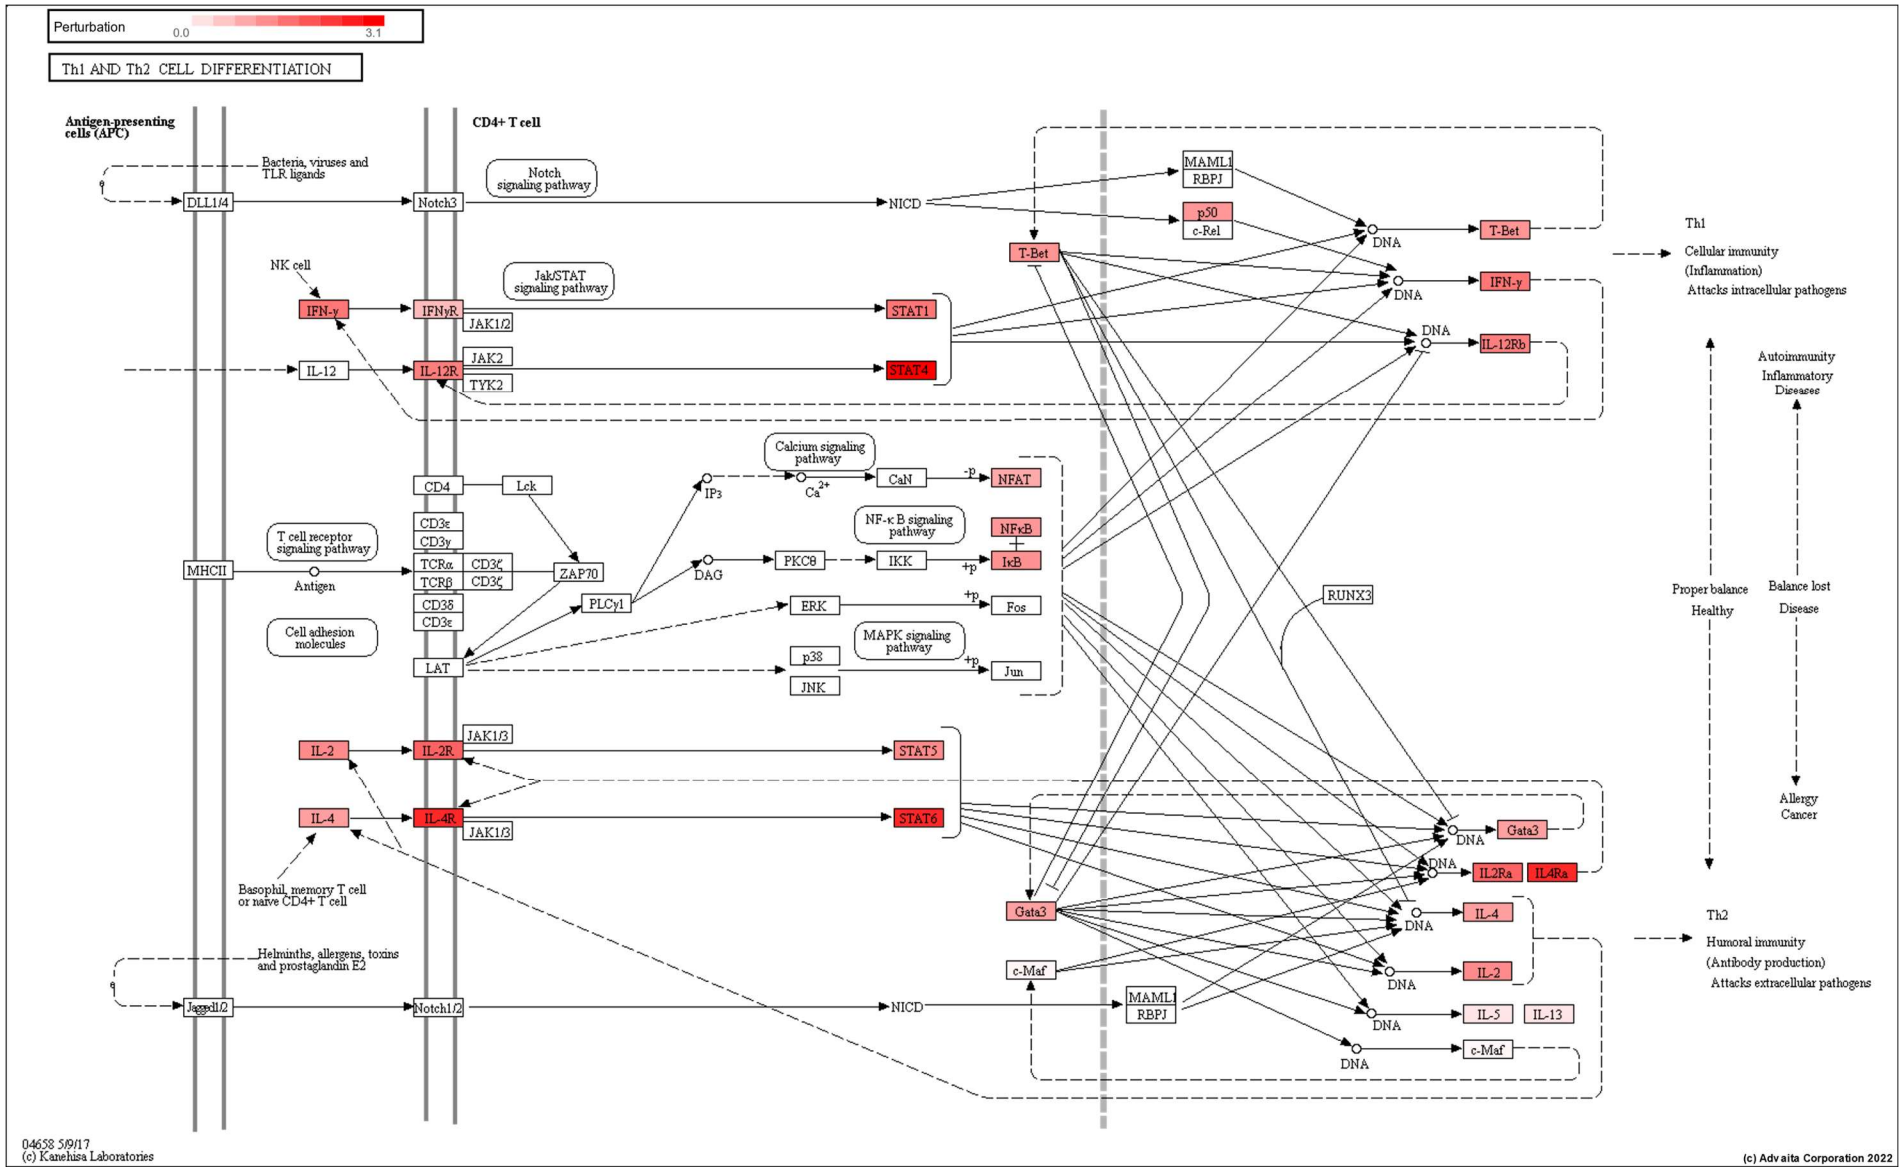 Perturbation
0.0
3.1
Th1 AND Th2 CELL DIFFERENTIATION
Antigen-presenting
cells (APC)
CD4+ T cell
Bacteria, viruses and
TLR ligands
Notch
signaling pathway
DLL1/4
Notch3
NICD
MAML1
RBPJ
p50
c-Rel
DNA
T-Bet
T-Bet
Th1
Cellular immunity
(Inflammation)
Attacks intracellular pathogens
NK cell
Jak/STAT
signaling pathway
IFN-γ
IFNγR
JAK1/2
STAT1
DNA
IFN-γ
IL-12
IL-12R
JAK2
TYK2
STAT4
DNA
IL-12Rb
Autoimmunity
Inflammatory
Diseases
Calcium signaling
pathway
CD4
Lck
IP3
Ca2+
CaN
-p
NFAT
CD3ε
CD3γ
T cell receptor
signaling pathway
NF-κ B signaling
pathway
NFκB
MHCII
Antigen
TCRα
CD3ζ
TCRβ
CD3ζ
ZAP70
DAG
PKCθ
IKK
+p
IκB
CD3δ
CD3ε
PLCγ1
ERK
+p
Fos
RUNX3
Proper balance
Healthy
Balance lost
Disease
Cell adhesion
molecules
MAPK signaling
pathway
LAT
p38
JNK
+p
Jun
IL-2
IL-2R
JAK1/3
STAT5
IL-4
IL-4R
JAK1/3
STAT6
Allergy
Cancer
DNA
Gata3
DNA
IL2Ra
IL4Ra
Basophil, memory T cell
or naive CD4+ T cell
Gata3
DNA
IL-4
Th2
Humoral immunity
(Antibody production)
Attacks extracellular pathogens
Helminths, allergens, toxins
and prostaglandin E2
c-Maf
DNA
IL-2
Jagged1/2
Notch1/2
NICD
MAML1
RBPJ
DNA
IL-5
IL-13
DNA
c-Maf
04658 5/9/17
(c) Kanehisa Laboratories
(c) Advaita Corporation 2022